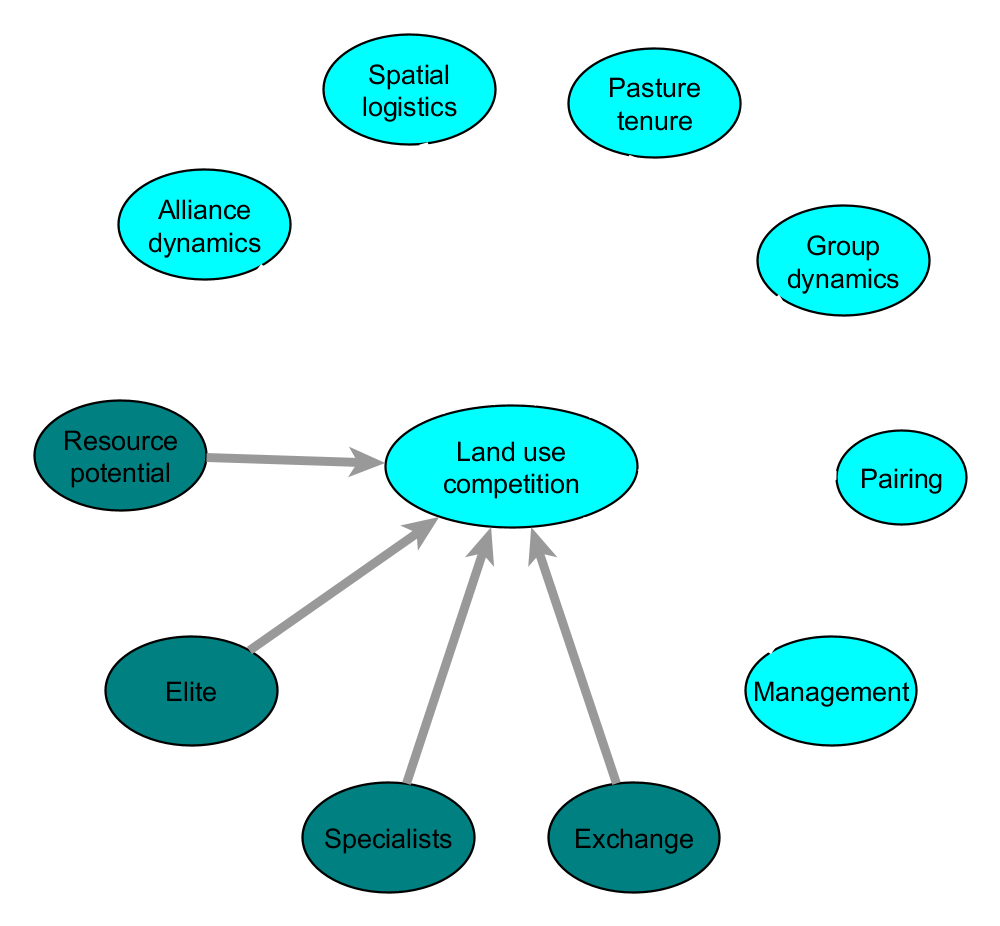 Spatial
logistics
Pasture
tenure
Alliance
dynamics
Group
dynamics
Resource
potential
Land use
competition
Pairing
Elite
Management
Specialists
Exchange